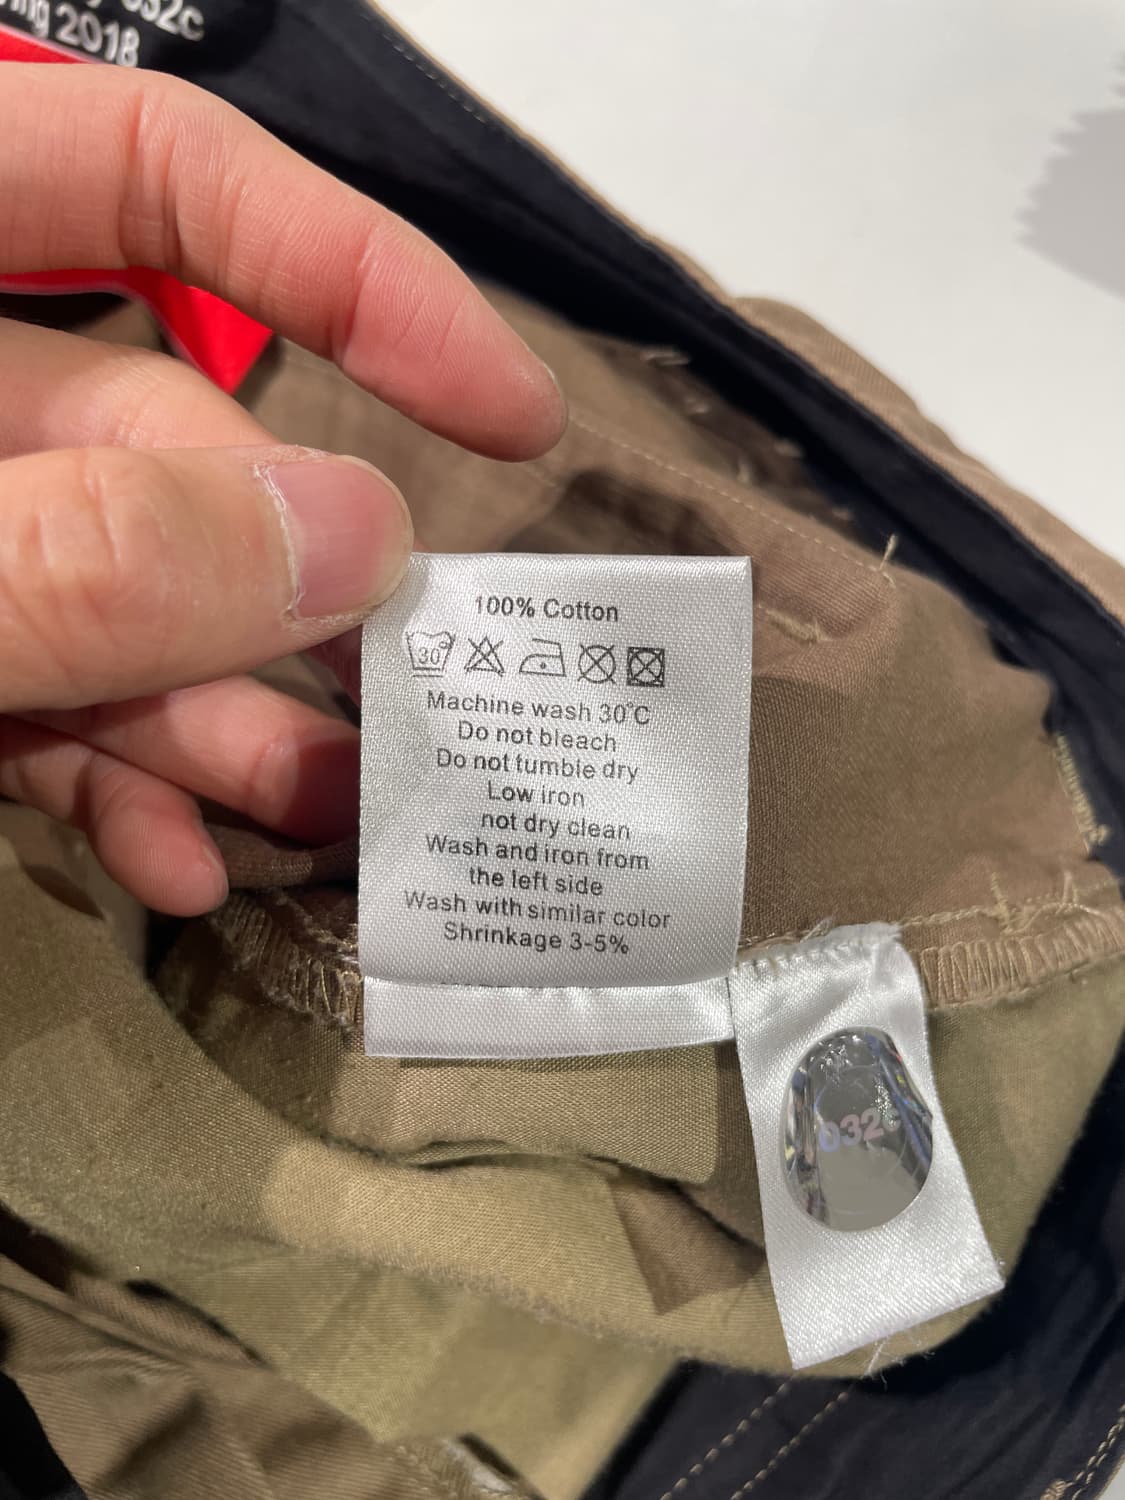 032c
ing 2018
100% Cotton
30
Machine wash 30°C
Do not bleach
Do not tumble dry
Low iron
not dry clean
Wash and iron from
the left side
Wash with similar color
Shrinkage 3-5%
032c